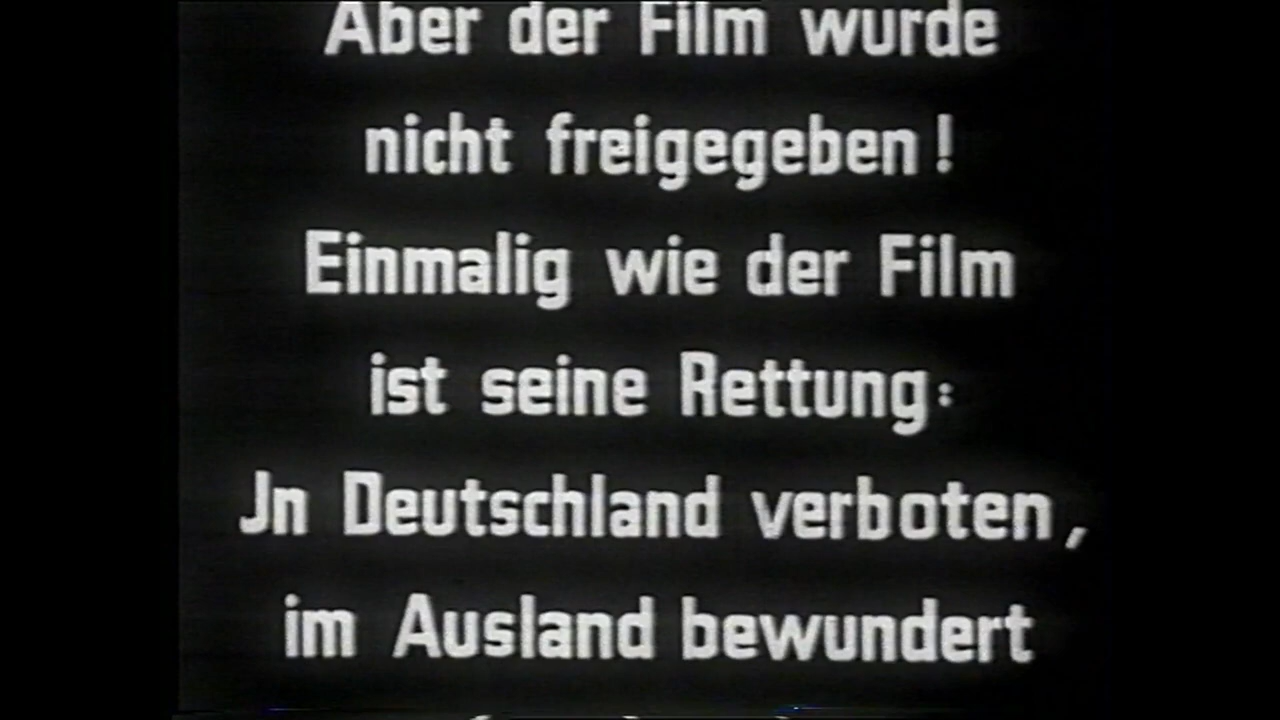 Aber der Film wurde
nicht freigegeben!
Einmalig wie der Film
ist seine Rettung:
Jn Deutschland verboten,
im Ausland bewundert